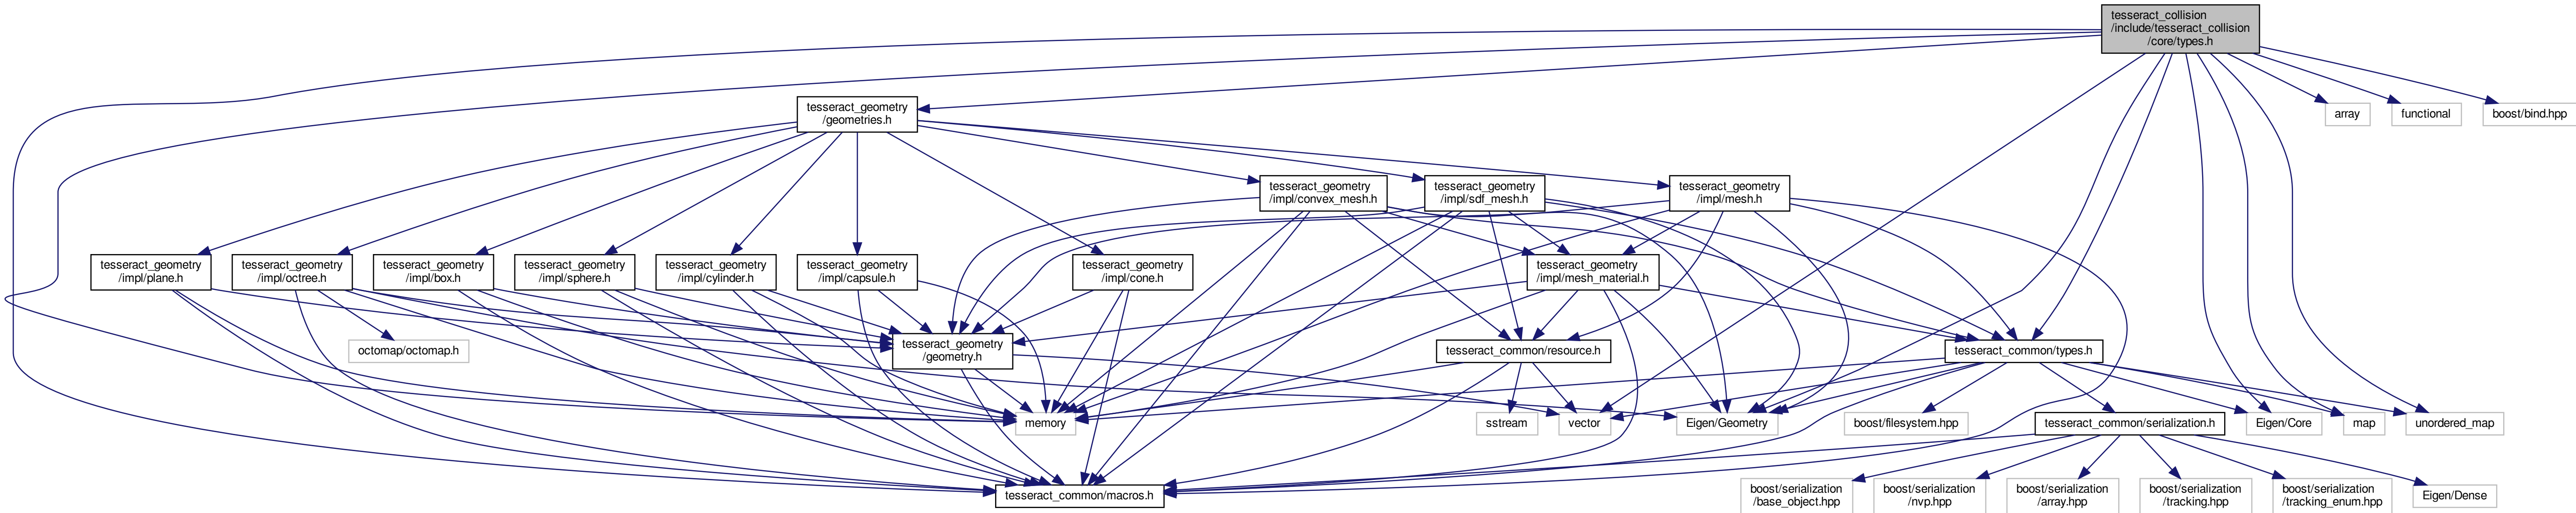 tesseract_collision
/include/tesseract_collision
/core/types.h
tesseract_geometry
/geometries.h
array
functional
boost/bind.hpp
tesseract_geometry
/impl/convex_mesh.h
tesseract_geometry
/impl/sdf_mesh.h
tesseract_geometry
/impl/mesh.h
tesseract_geometry
/impl/plane.h
tesseract_geometry
/impl/octree.h
tesseract_geometry
/impl/box.h
tesseract_geometry
/impl/sphere.h
tesseract_geometry
/impl/cylinder.h
tesseract_geometry
/impl/capsule.h
tesseract_geometry
/impl/cone.h
tesseract_geometry
/impl/mesh_material.h
octomap/octomap.h
tesseract_geometry
/geometry.h
tesseract_common/resource.h
tesseract_common/types.h
memory
sstream
vector
Eigen/Geometry
boost/filesystem.hpp
tesseract_common/serialization.h
Eigen/Core
map
unordered_map
tesseract_common/macros.h
boost/serialization
/base_object.hpp
boost/serialization
/nvp.hpp
boost/serialization
/array.hpp
boost/serialization
/tracking.hpp
boost/serialization
/tracking_enum.hpp
Eigen/Dense